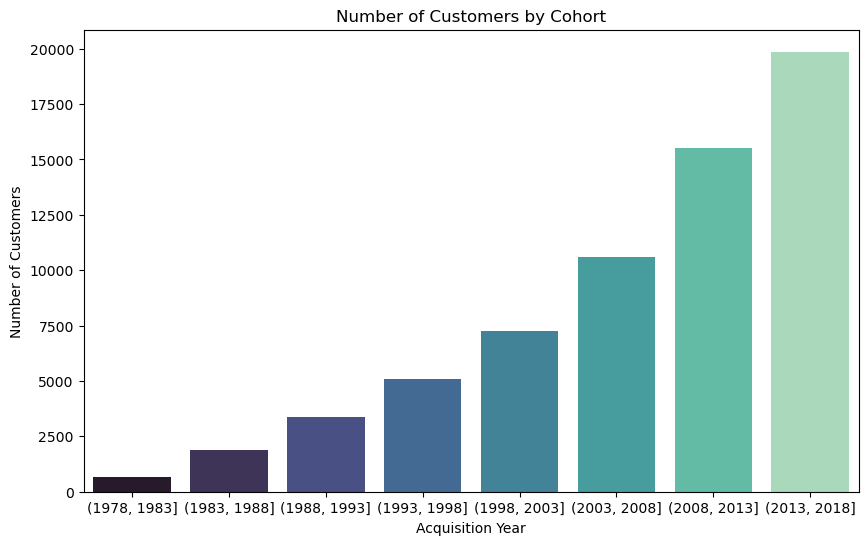 Number of Customers by Cohort
Number of Customers
20000
17500
15000
12500
10000
7500
5000
2500
0
(1978, 1983] (1983, 1988] (1988, 1993] (1993, 1998] (1998, 2003] (2003, 2008] (2008, 2013] (2013, 2018]
Acquisition Year